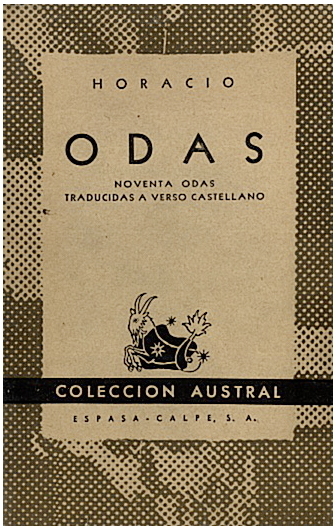 HORACIO
ODAS
NOVENTA ODAS
TRADUCIDAS A VERSO CASTELLANO
COLECCION AUSTRAL
ESPASA-CALPE, S. A.